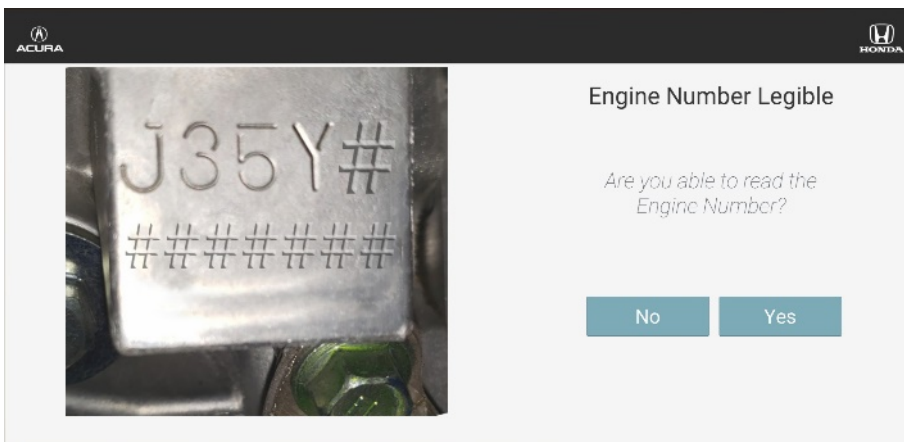 ACURA
HONDA
J35Y#
#######
Engine Number Legible
Are you able to read the
Engine Number?
No
Yes